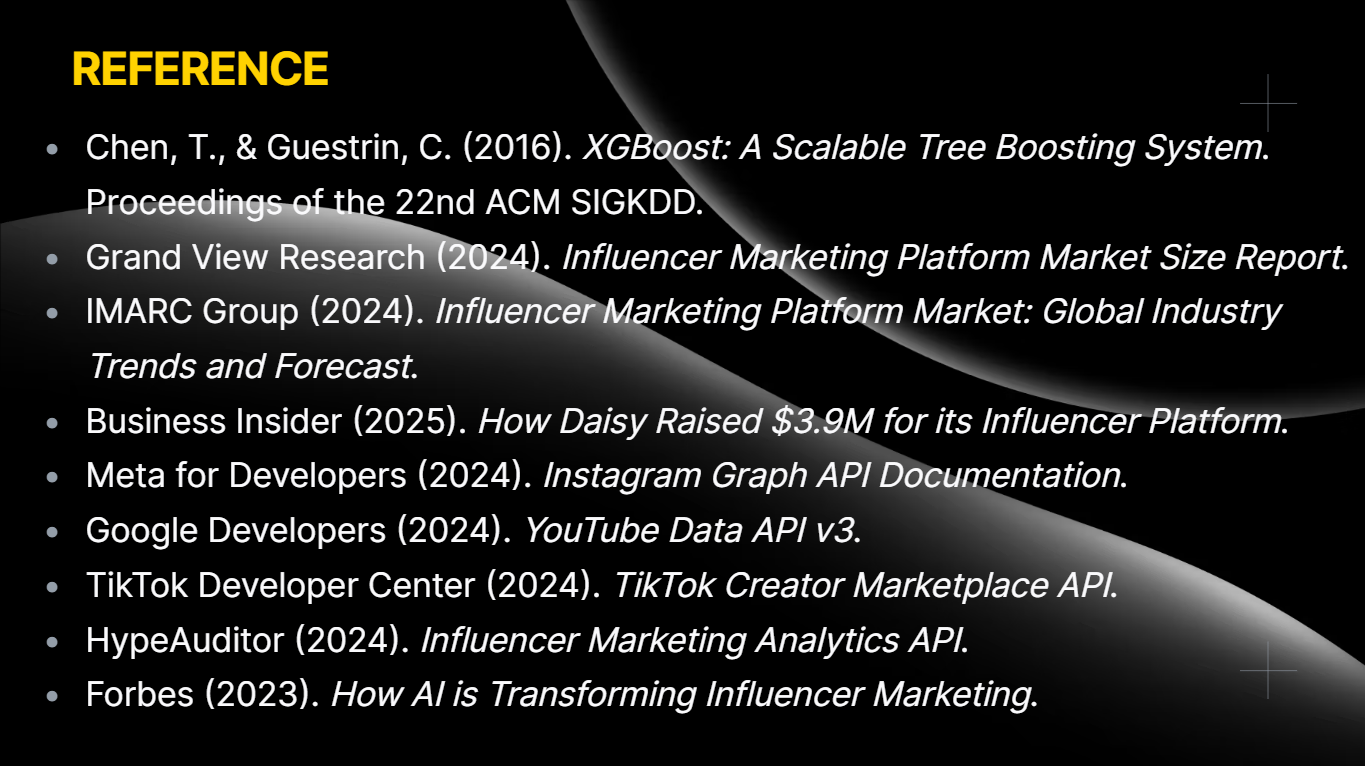 REFERENCE
• Chen, T., & Guestrin, C. (2016). XGBoost: A Scalable Tree Boosting System.
Proceedings of the 22nd ACM SIGKDD.
• Grand View Research (2024). Influencer Marketing Platform Market Size Report.
• IMARC Group (2024). Influencer Marketing Platform Market: Global Industry
Trends and Forecast.
• Business Insider (2025). How Daisy Raised $3.9M for its Influencer Platform.
• Meta for Developers (2024). Instagram Graph API Documentation.
• Google Developers (2024). YouTube Data API v3.
• TikTok Developer Center (2024). TikTok Creator Marketplace API.
• HypeAuditor (2024). Influencer Marketing Analytics API.
• Forbes (2023). How AI is Transforming Influencer Marketing.